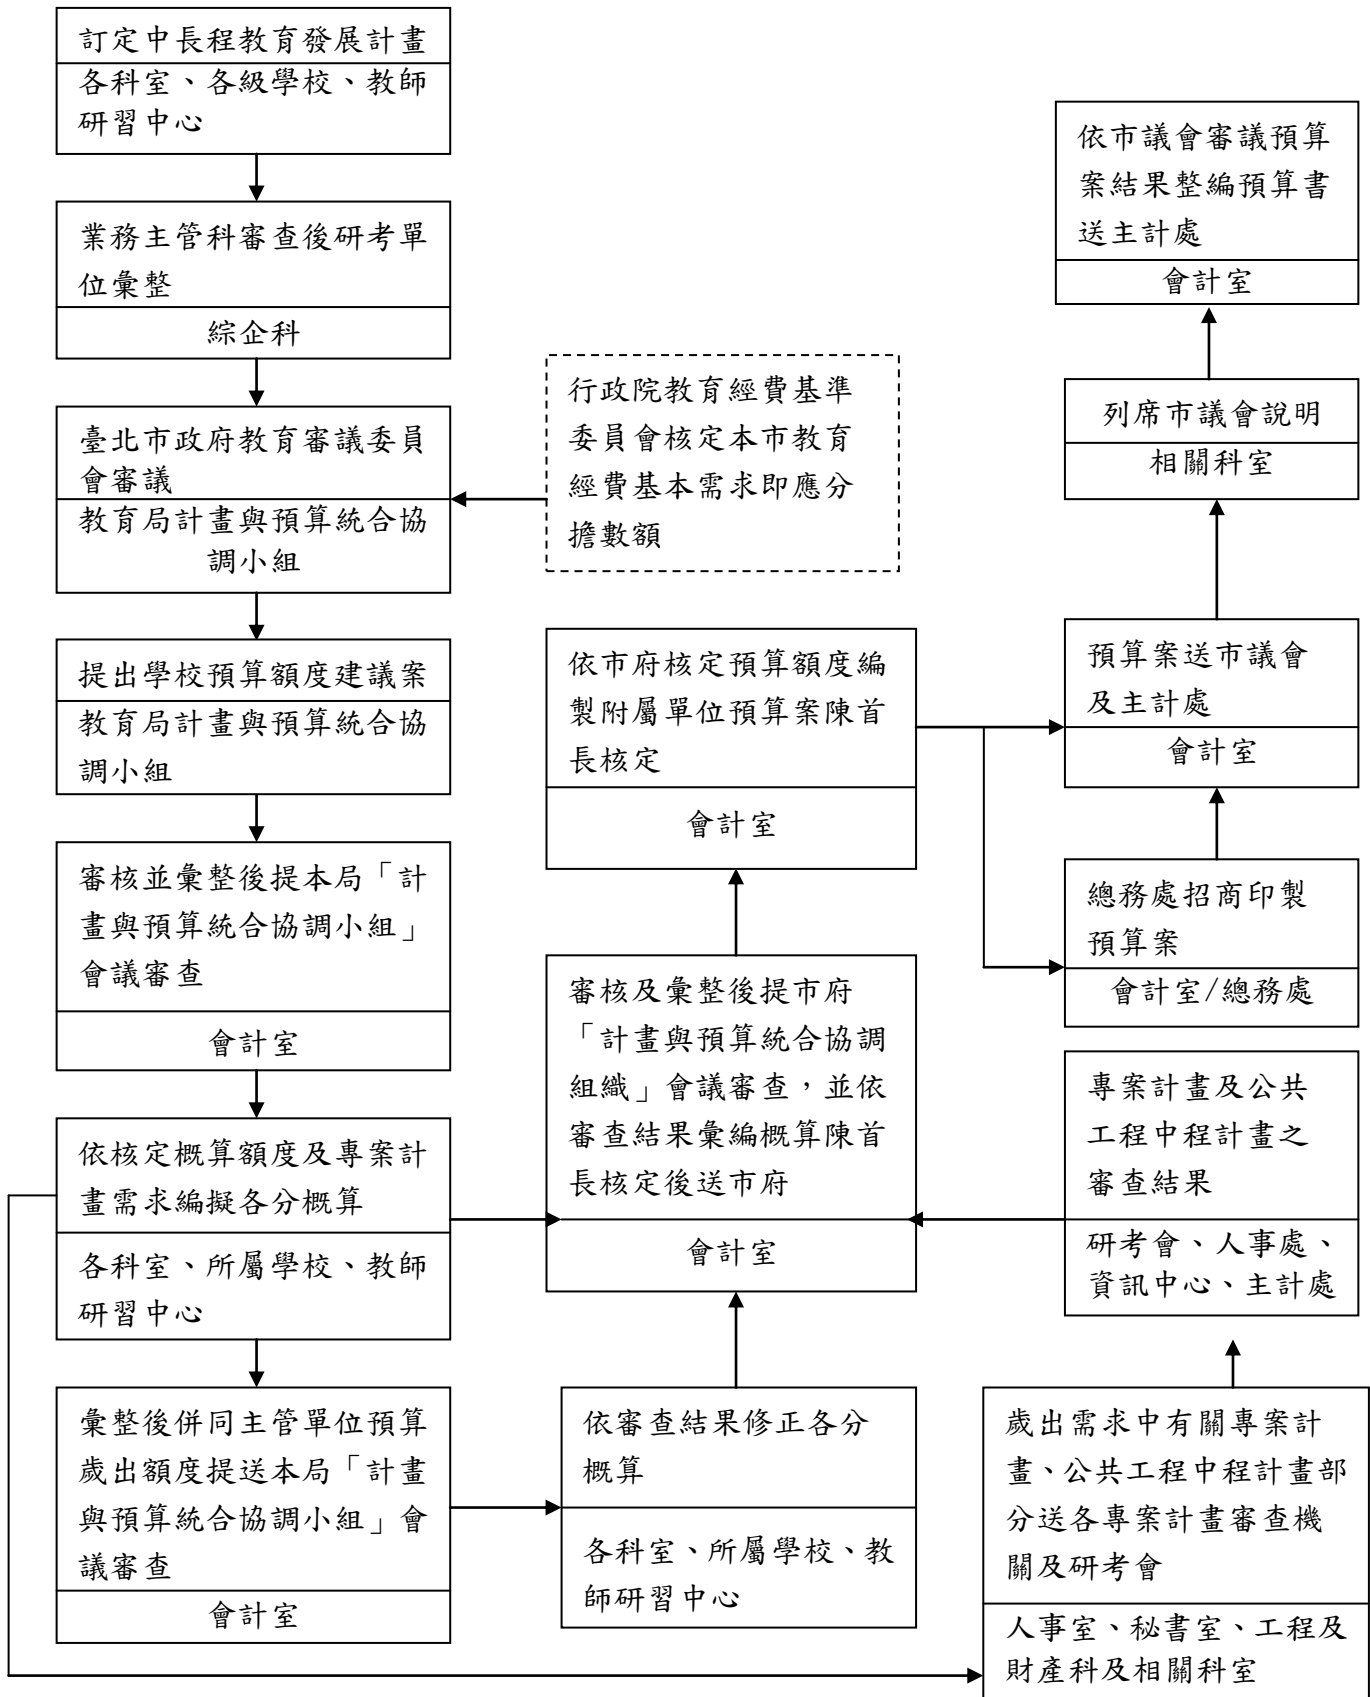 訂定中長程教育發展計畫
各科室、各級學校、教師
研習中心
業務主管科審查後研考單
位彙整
綜企科
臺北市政府教育審議委員
會審議
教育局計畫與預算統合協
調小組
提出學校預算額度建議案
教育局計畫與預算統合協
調小組
審核並彙整後提本局「計
畫與預算統合協調小組」
會議審查
會計室
依核定概算額度及專案計
畫需求編擬各分概算
各科室、所屬學校、教師
研習中心
彙整後併同主管單位預算
歲出額度提送本局「計畫
與預算統合協調小組」會
議審查
會計室
行政院教育經費基準
委員會核定本市教育
經費基本需求即應分
擔數額
依市府核定預算額度編
製附屬單位預算案陳首
長核定
會計室
審核及彙整後提市府
「計畫與預算統合協調
組織」會議審查，並依
審查結果彙編概算陳首
長核定後送市府
會計室
依審查結果修正各分
概算
各科室、所屬學校、教
師研習中心
依市議會審議預算
案結果整編預算書
送主計處
會計室
列席市議會說明
相關科室
預算案送市議會
及主計處
會計室
總務處招商印製
預算案
會計室/總務處
專案計畫及公共
工程中程計畫之
審查結果
研考會、人事處、
資訊中心、主計處
歲出需求中有關專案計
畫、公共工程中程計畫部
分送各專案計畫審查機
關及研考會
人事室、秘書室、工程及
財產科及相關科室